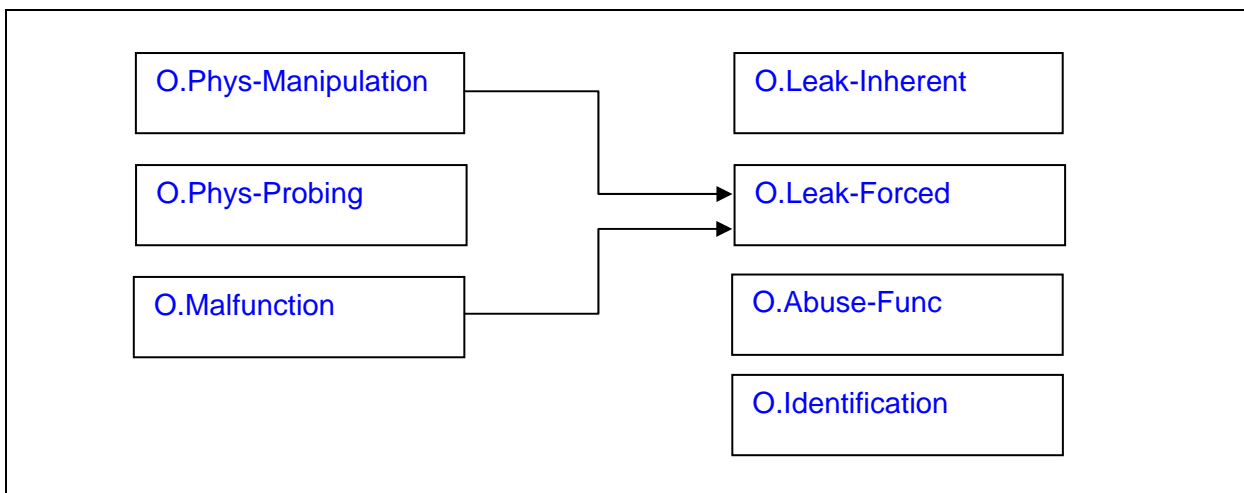 O.Phys-Manipulation
O.Phys-Probing
O.Malfunction
O.Leak-Inherent
O.Leak-Forced
O.Abuse-Func
O.Identification